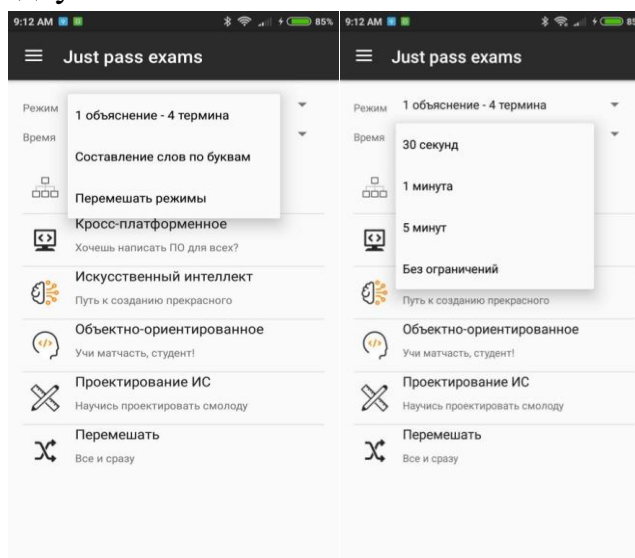 9:12 AM
85%
Just pass exams
Режим
1 объяснение - 4 термина
Время
Составление слов по буквам
Перемешать режимы
Кросс-платформенное
Хочешь написать ПО для всех?
Искусственный интеллект
Путь к созданию прекрасного
Объектно-ориентированное
Учи матчасть, студент!
Проектирование ИС
Научись проектировать смолоду
Перемешать
Все и сразу
9:12 AM
Just pass exams
Режим
1 объяснение - 4 термина
Время
30 секунд
1 минута
5 минут
Без ограничений
Путь к созданию прекрасного
Объектно-ориентированное
Учи матчасть, студент!
Проектирование ИС
Научись проектировать смолоду
Перемешать
Все и сразу